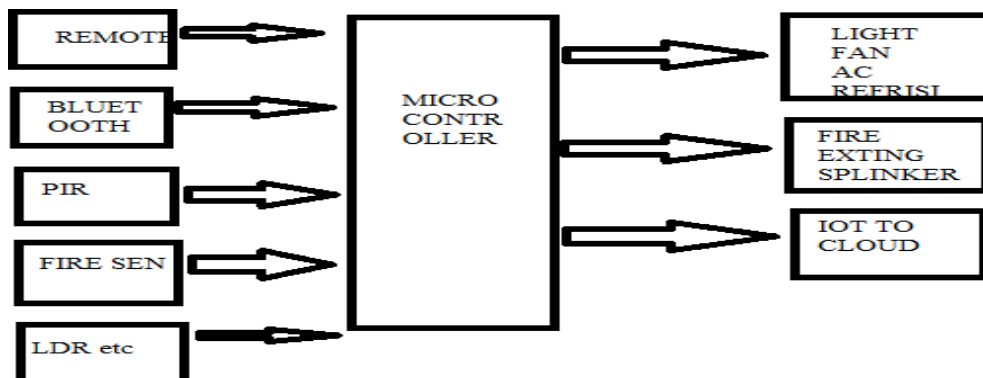 REMOTE
BLUET
OOTH
PIR
FIRE SEN
LDR etc
MICRO
CONTR
OLLER
LIGHT
FAN
AC
REFRISI
FIRE
EXTING
SPLINKER
IOT TO
CLOUD